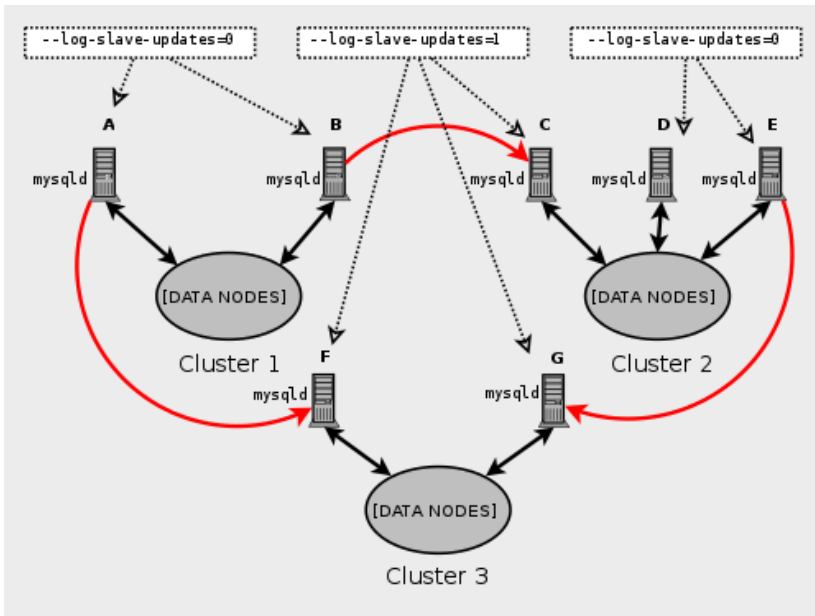 --log-slave-updates=0
--log-slave-updates=1
--log-slave-updates=0
A
B
C
D
E
mysqld
mysqld
mysqld
mysqld
mysqld
[DATA NODES]
[DATA NODES]
Cluster 1
Cluster 2
F
G
mysqld
mysqld
[DATA NODES]
Cluster 3